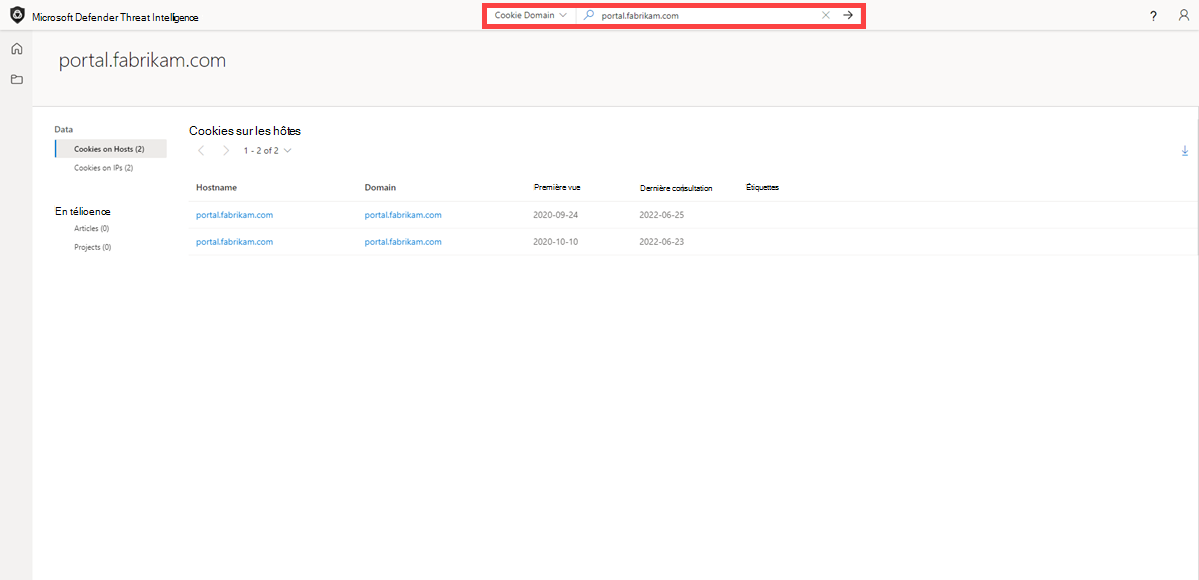 Microsoft Defender Threat Intelligence
Cookie Domain portal.fabrikam.com
?
portal.fabrikam.com
Data
Cookies on Hosts (2)
Cookies on IPs (2)
En télioence
Articles (0)
Projects (0)
Cookies sur les hôtes
1 - 2 of 2
Hostname Domain Première vue Dernière corisultation Étiquettes
portal.fabrikam.com portal.fabrikam.com 2020-09-24 2022-06-25
portal.fabrikam.com portal.fabrikam.com 2020-10-10 2022-06-23